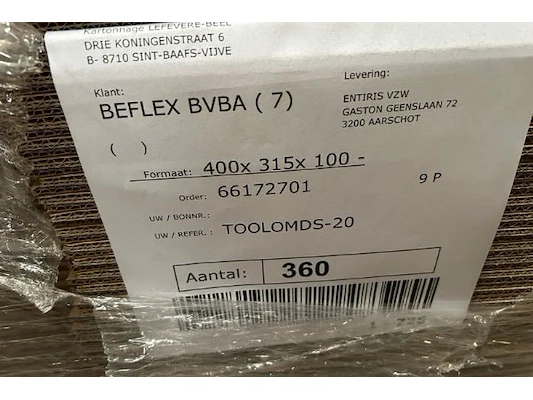 Kartonnage LEFEVERE-BEEL
DRIE KONINGENSTRAAT 6
B- 8710 SINT-BAAFS-VIJVE
Klant:
BEFLEX BVBA ( 7)
( )
Levering:
ENTIRIS VZW
GASTON GEENSLAAN 72
3200 AARSCHOT
Formaat: 400x 315x 100 -
Order: 66172701
9 P
UW / BONNR.:
UW / REFER.: TOOLOMDS-20
Aantal: 360